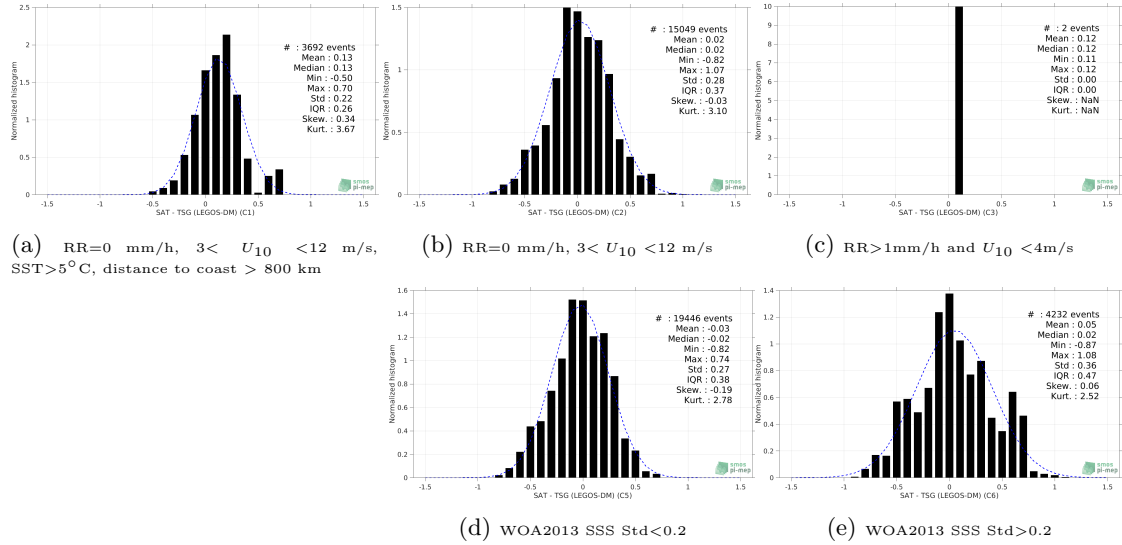 2.5
2
1.5
1
0.5
0
-1.5 -1 -0.5 0 0.5 1 1.5
Normalized histogram
SAT - TSG (LEGOS-DM) (C1)
# : 3692 events
Mean : 0.13
Median : 0.13
Min : -0.50
Max : 0.70
Std : 0.22
IQR : 0.26
Skew. : 0.34
Kurt. : 3.67
smos
pi-mep
(a) RR=0 mm/h, 3< U10 <12 m/s,
SST>5°C, distance to coast > 800 km
1.5
1
0.5
0
-1.5 -1 -0.5 0 0.5 1 1.5
Normalized histogram
SAT - TSG (LEGOS-DM) (C2)
# : 15049 events
Mean : 0.02
Median : 0.02
Min : -0.82
Max : 1.07
Std : 0.28
IQR : 0.37
Skew. : -0.03
Kurt. : 3.10
smos
pi-mep
(b) RR=0 mm/h, 3< U10 <12 m/s
10
9
8
7
6
5
4
3
2
1
0
-1.5 -1 -0.5 0 0.5 1 1.5
Normalized histogram
SAT - TSG (LEGOS-DM) (C3)
# : 2 events
Mean : 0.12
Median : 0.12
Min : 0.11
Max : 0.12
Std : 0.00
IQR : 0.00
Skew. : NaN
Kurt. : NaN
smos
pi-mep
(c) RR>1mm/h and U10 <4m/s
1.6
1.4
1.2
1
0.8
0.6
0.4
0.2
0
-1.5 -1 -0.5 0 0.5 1 1.5
Normalized histogram
SAT - TSG (LEGOS-DM) (C5)
# : 19446 events
Mean : -0.03
Median : -0.02
Min : -0.82
Max : 0.74
Std : 0.27
IQR : 0.38
Skew. : -0.19
Kurt. : 2.78
smos
pi-mep
(d) WOA2013 SSS Std<0.2
1.4
1.2
1
0.8
0.6
0.4
0.2
0
-1.5 -1 -0.5 0 0.5 1 1.5
Normalized histogram
SAT - TSG (LEGOS-DM) (C6)
# : 4232 events
Mean : 0.05
Median : 0.02
Min : -0.87
Max : 1.08
Std : 0.36
IQR : 0.47
Skew. : 0.06
Kurt. : 2.52
smos
pi-mep
(e) WOA2013 SSS Std>0.2